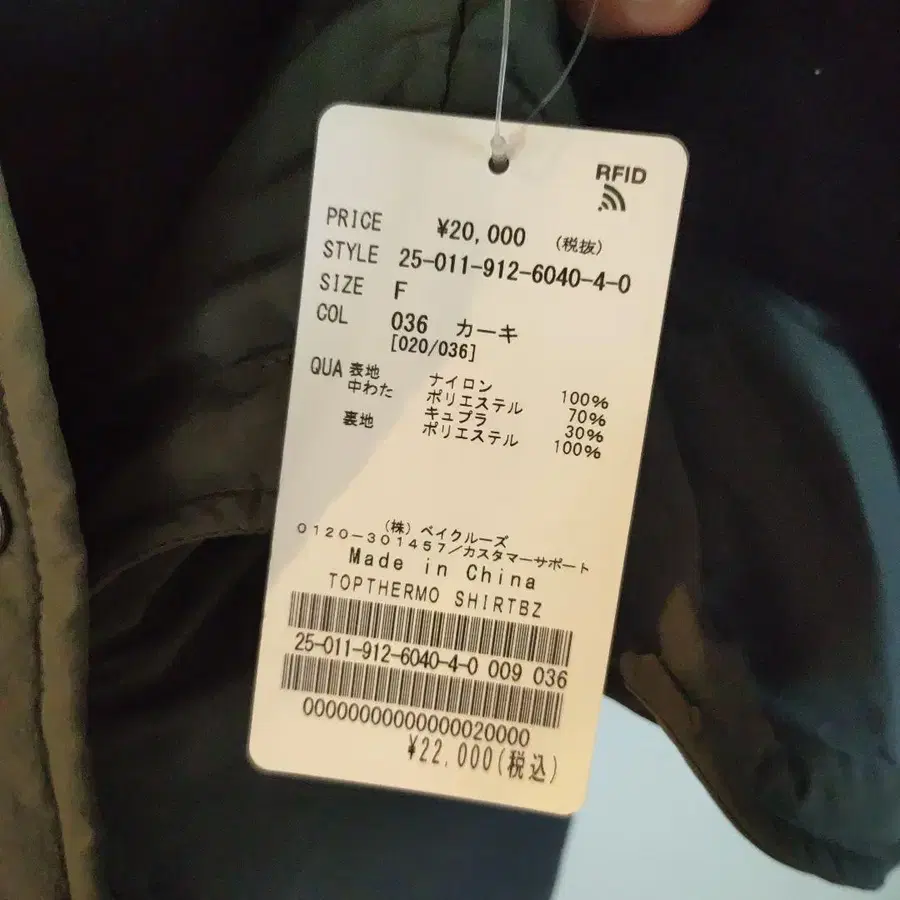 RFID
PRICE ¥20,000 (税抜)
STYLE 25-011-912-6040-4-0
SIZE F
COL 036 カーキ
[020/036]
QUA 表地 ナイロン 100%
中わた ポリエステル 70%
キュプラ 30%
裏地 ポリエステル 100%
(株) ベイクルーズ
0120-301457/カスタマーサポート
Made in China
TOPTHERMO SHIRTBZ
25-011-912-6040-4-0 009 036
00000000000000020000
¥22,000(税込)